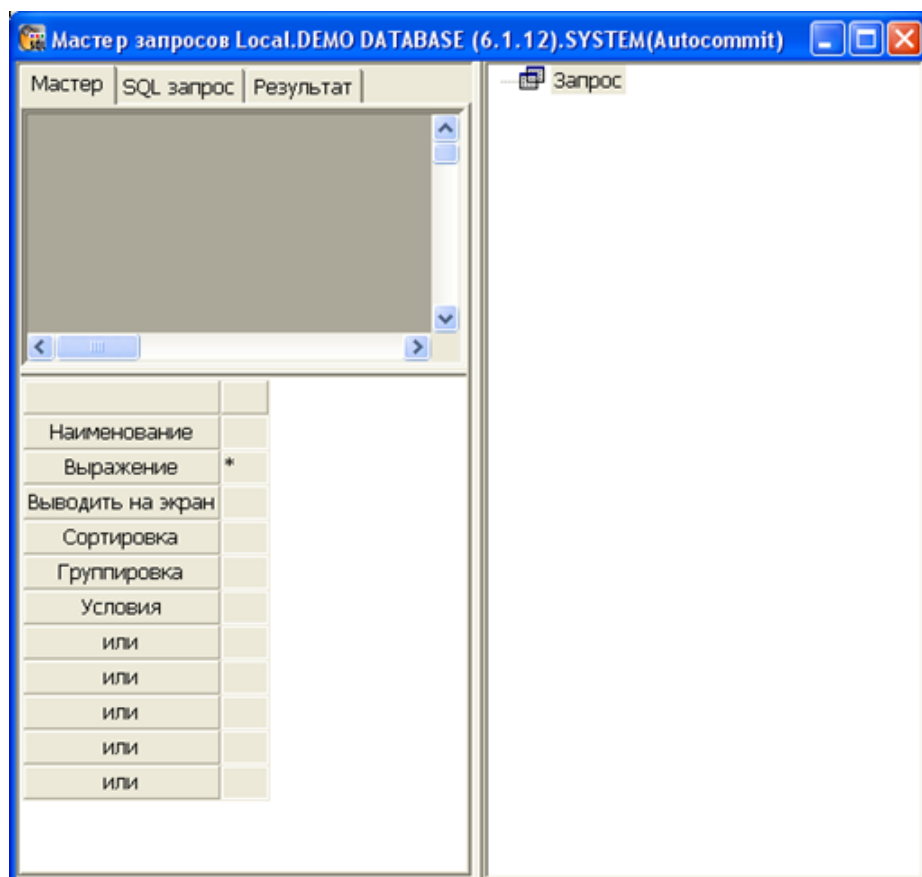 Мастер запросов Local.DEMO DATABASE (6.1.12).SYSTEM(Autocommit)
Мастер SQL запрос Результат
Запрос
Наименование
Выражение *
Выводить на экран
Сортировка
Группировка
Условия
или
или
или
или
или